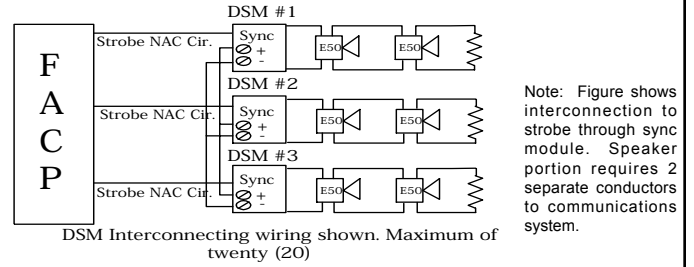 DSM #1
Strobe NAC Cir.
Sync
+
-
E50
E50
DSM #2
Strobe NAC Cir.
Sync
+
-
E50
E50
DSM #3
Strobe NAC Cir.
Sync
+
-
E50
E50
F
A
C
P
DSM Interconnecting wiring shown. Maximum of
twenty (20)
Note: Figure shows
interconnection to
strobe through sync
module. Speaker
portion requires 2
separate conductors
to communications
system.